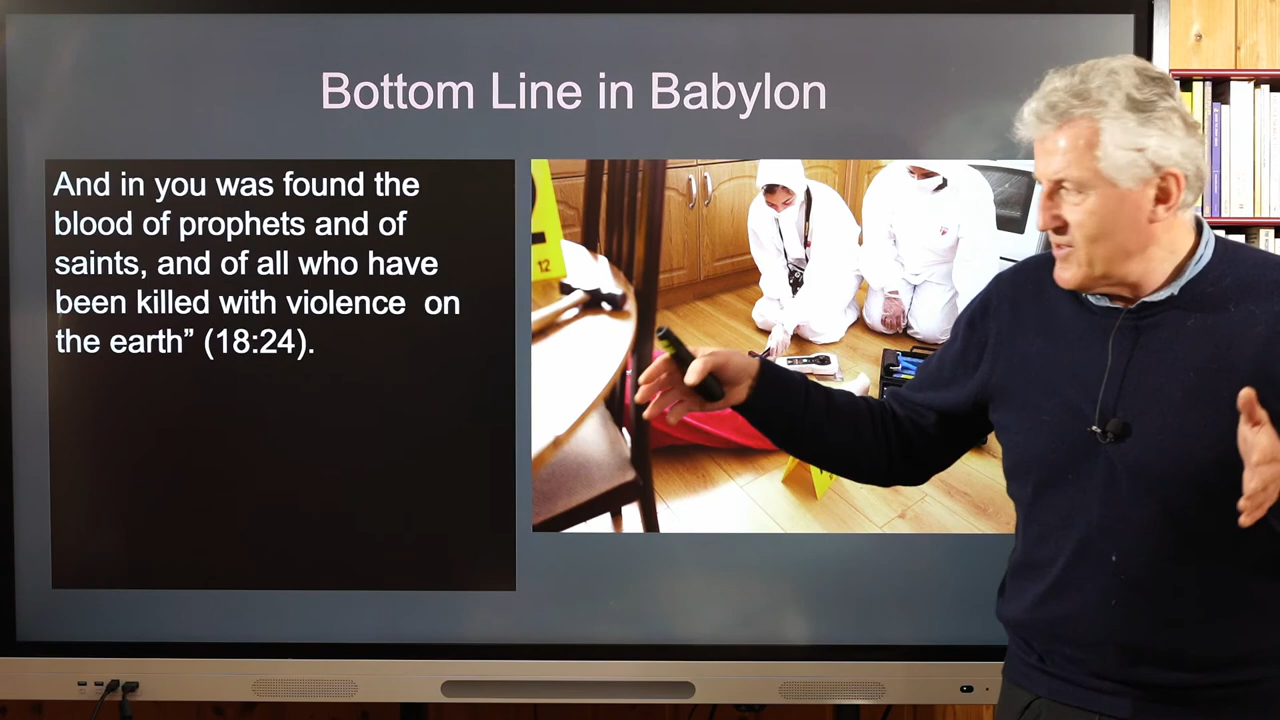 Bottom Line in Babylon
And in you was found the
blood of prophets and of
saints, and of all who have
been killed with violence  on
the earth” (18:24).
12